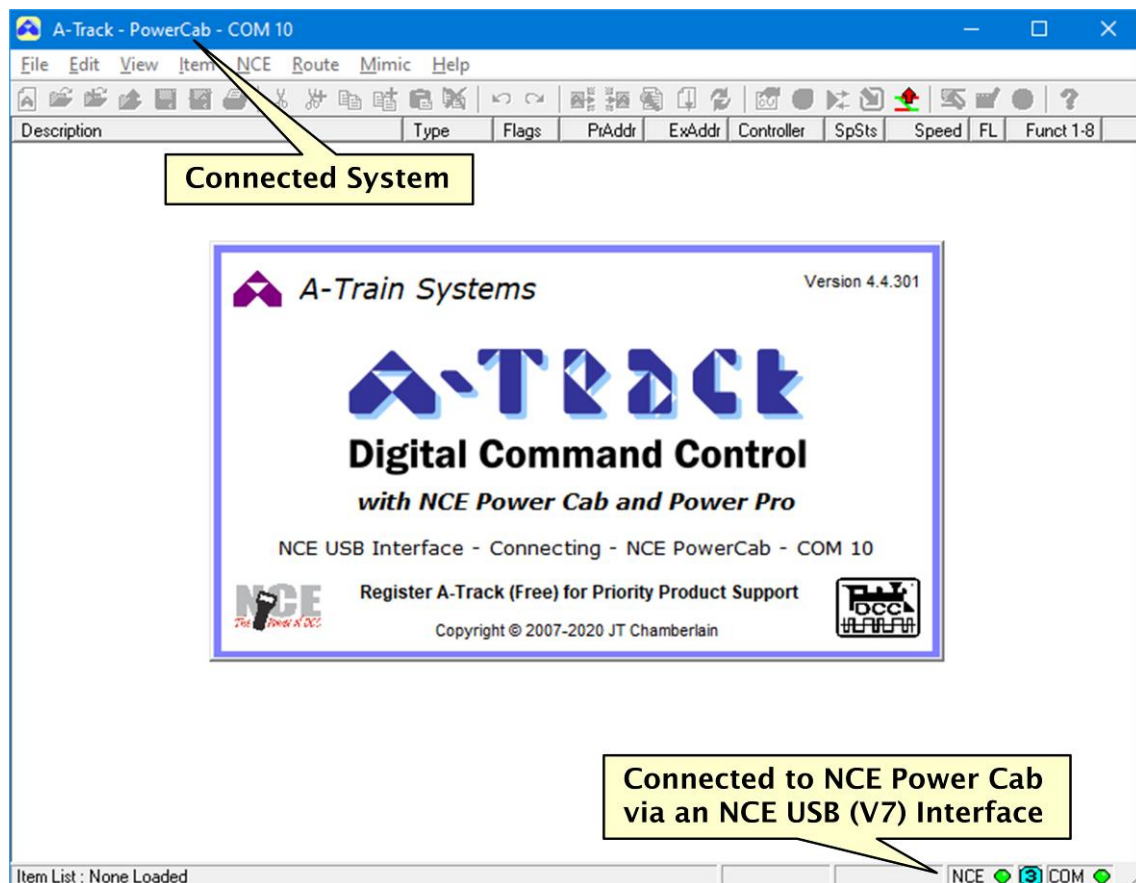 A-Track - PowerCab - COM 10
File Edit View Item NCE Route Mimic Help
Description Type Flags PrAddr ExAddr Controller SpSts Speed FL Funct 1-8
Connected System
A-Train Systems
Version 4.4.301
A-Track
Digital Command Control
with NCE Power Cab and Power Pro
NCE USB Interface - Connecting - NCE PowerCab - COM 10
NCE
The Power of DCC
Register A-Track (Free) for Priority Product Support
Copyright © 2007-2020 JT Chamberlain
DCC
Connected to NCE Power Cab
via an NCE USB (V7) Interface
Item List : None Loaded
NCE 3 COM